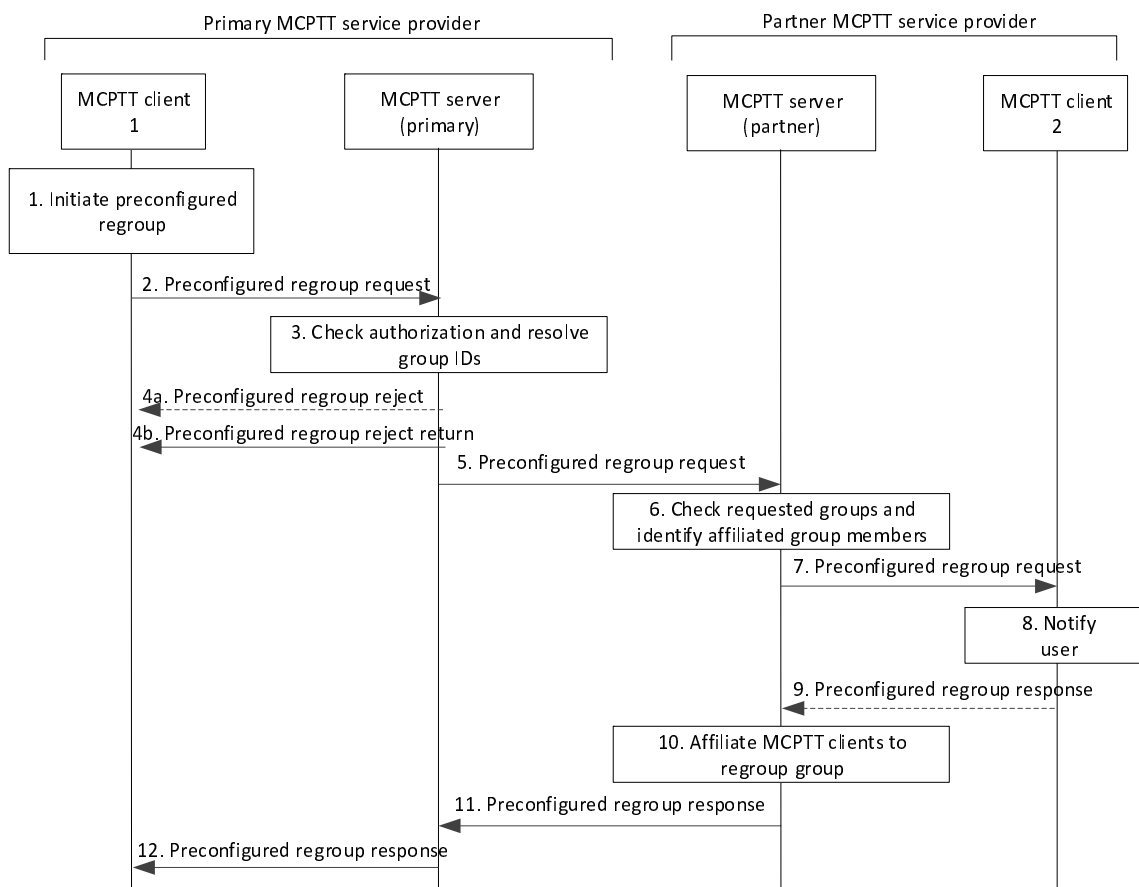 Primary MCPTT service provider
Partner MCPTT service provider
MCPTT client
1
MCPTT server
(primary)
MCPTT server
(partner)
MCPTT client
2
1. Initiate preconfigured
regroup
2. Preconfigured regroup request
3. Check authorization and resolve
group IDs
4a. Preconfigured regroup reject
4b. Preconfigured regroup reject return
5. Preconfigured regroup request
6. Check requested groups and
identify affiliated group members
7. Preconfigured regroup request
8. Notify
user
9. Preconfigured regroup response
10. Affiliate MCPTT clients to
regroup group
11. Preconfigured regroup response
12. Preconfigured regroup response